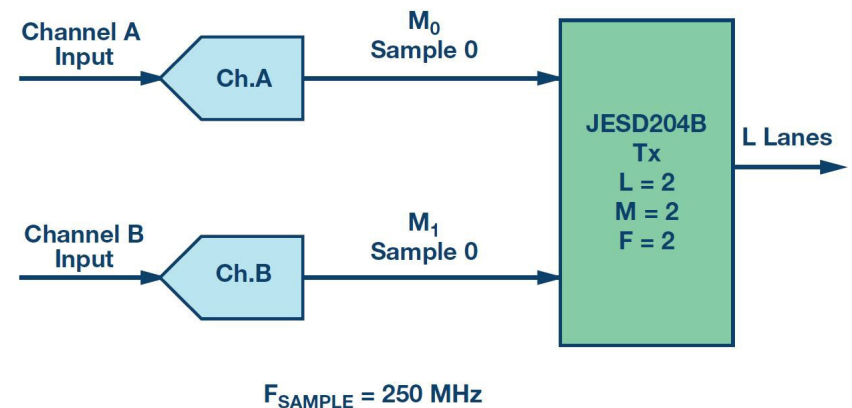 Channel A
Input
Ch.A
M₀
Sample 0
JESD204B
Tx
L = 2
M = 2
F = 2
L Lanes
Channel B
Input
Ch.B
M₁
Sample 0
F_SAMPLE = 250 MHz